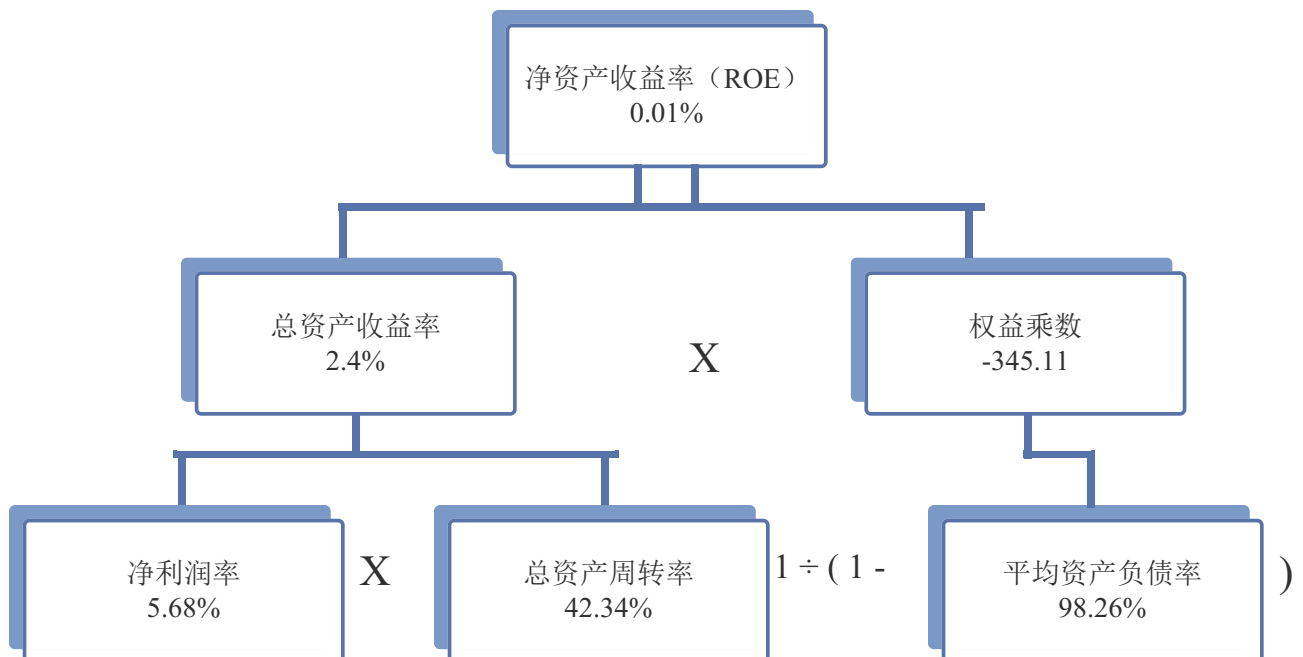 净资产收益率（ROE）
0.01%
总资产收益率
2.4%
X
权益乘数
-345.11
净利润率
5.68%
X
总资产周转率
42.34%
1 ÷ ( 1 -
平均资产负债率
98.26%
)